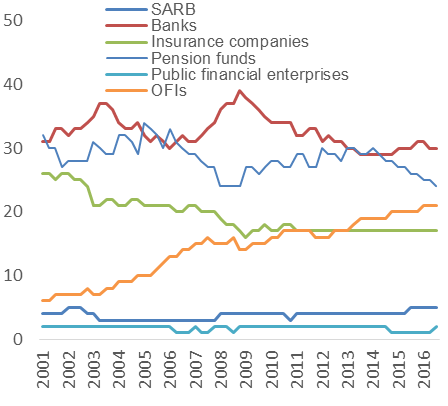 SARB
Banks
Insurance companies
Pension funds
Public financial enterprises
OFIs
50
40
30
20
10
0
2001 2002 2003 2004 2005 2006 2007 2008 2009 2010 2011 2012 2013 2014 2015 2016